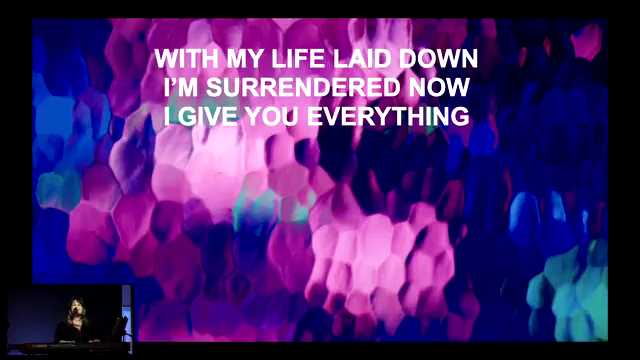 WITH MY LIFE LAID DOWN
I’M SURRENDERED NOW
I GIVE YOU EVERYTHING